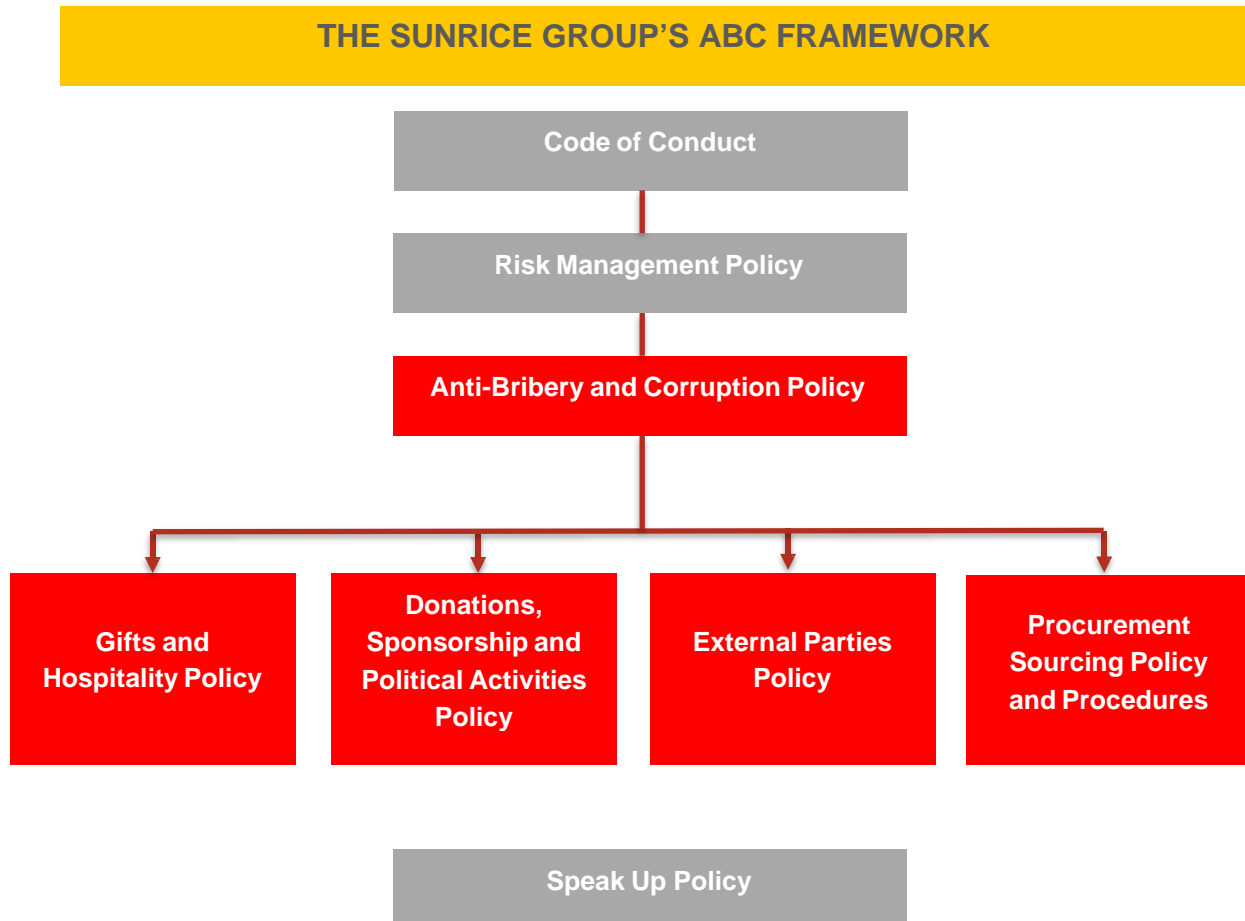 THE SUNRICE GROUP’S ABC FRAMEWORK
Code of Conduct
Risk Management Policy
Anti-Bribery and Corruption Policy
Gifts and
Hospitality Policy
Donations,
Sponsorship and
Political Activities
Policy
External Parties
Policy
Procurement
Sourcing Policy
and Procedures
Speak Up Policy